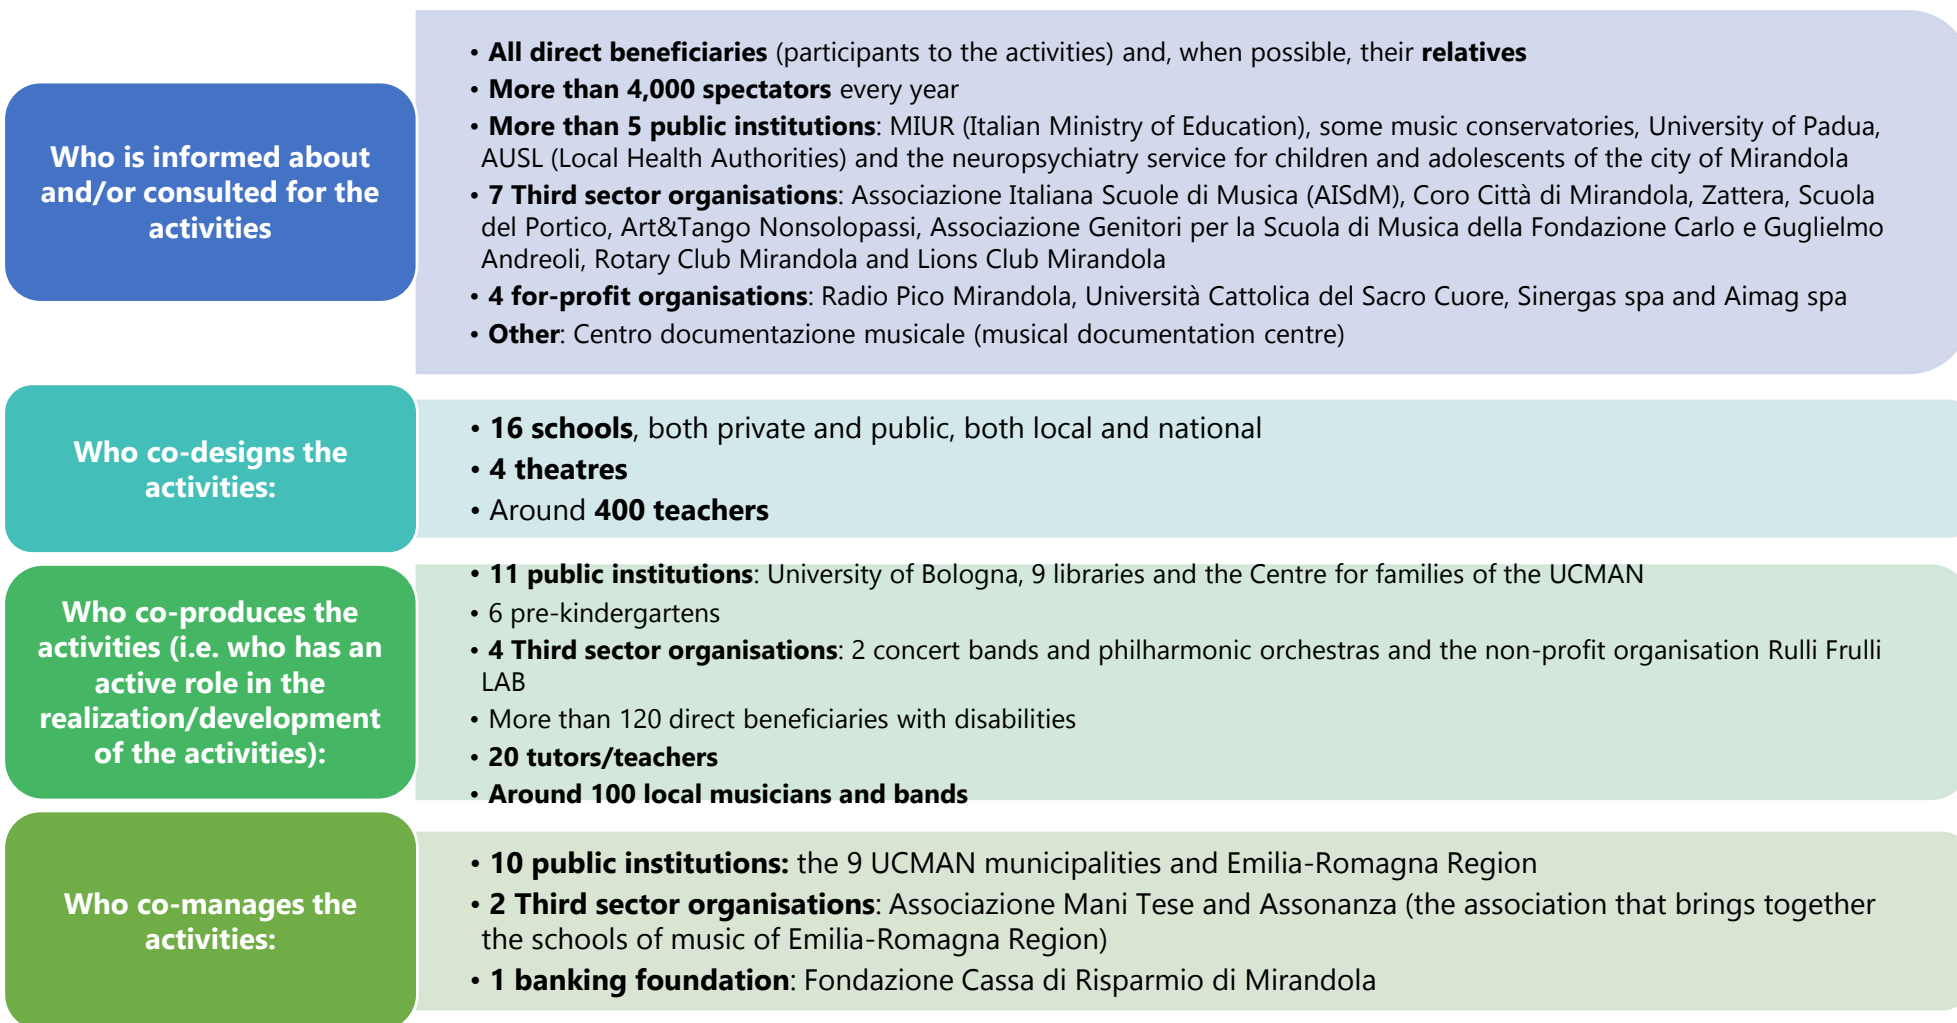 Who is informed about
and/or consulted for the
activities
• All direct beneficiaries (participants to the activities) and, when possible, their relatives
• More than 4,000 spectators every year
• More than 5 public institutions: MIUR (Italian Ministry of Education), some music conservatories, University of Padua,
AUSL (Local Health Authorities) and the neuropsychiatry service for children and adolescents of the city of Mirandola
• 7 Third sector organisations: Associazione Italiana Scuole di Musica (AISdM), Coro Città di Mirandola, Zattera, Scuola
del Portico, Art&Tango Nonsolopassi, Associazione Genitori per la Scuola di Musica della Fondazione Carlo e Guglielmo
Andreoli, Rotary Club Mirandola and Lions Club Mirandola
• 4 for-profit organisations: Radio Pico Mirandola, Università Cattolica del Sacro Cuore, Sinergas spa and Aimag spa
• Other: Centro documentazione musicale (musical documentation centre)
Who co-designs the
activities:
• 16 schools, both private and public, both local and national
• 4 theatres
• Around 400 teachers
Who co-produces the
activities (i.e. who has an
active role in the
realization/development
of the activities):
• 11 public institutions: University of Bologna, 9 libraries and the Centre for families of the UCMAN
• 6 pre-kindergartens
• 4 Third sector organisations: 2 concert bands and philharmonic orchestras and the non-profit organisation Rulli Frulli
LAB
• More than 120 direct beneficiaries with disabilities
• 20 tutors/teachers
• Around 100 local musicians and bands
Who co-manages the
activities:
• 10 public institutions: the 9 UCMAN municipalities and Emilia-Romagna Region
• 2 Third sector organisations: Associazione Mani Tese and Assonanza (the association that brings together
the schools of music of Emilia-Romagna Region)
• 1 banking foundation: Fondazione Cassa di Risparmio di Mirandola